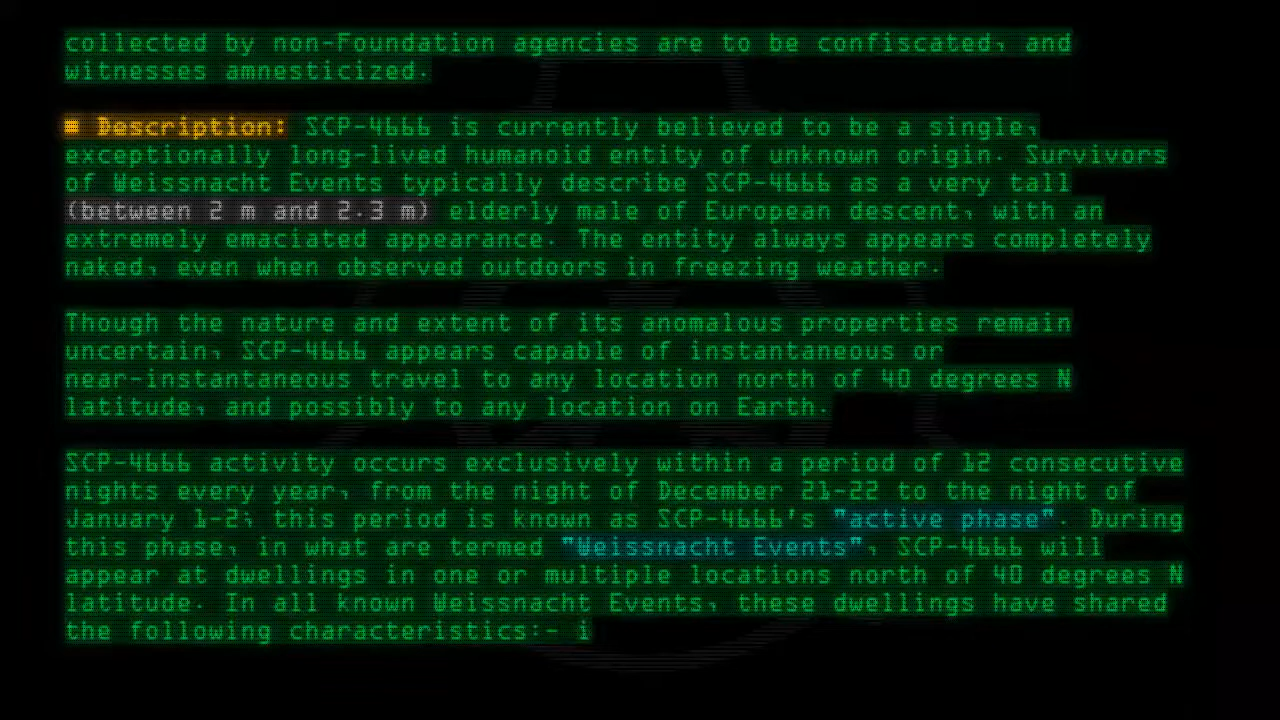 collected by non-Foundation agencies are to be confiscated, and
witnesses amnesticized.
■ Description: SCP-4666 is currently believed to be a single,
exceptionally long-lived humanoid entity of unknown origin. Survivors
of Weissnacht Events typically describe SCP-4666 as a very tall
(between 2 m and 2.3 m) elderly male of European descent, with an
extremely emaciated appearance. The entity always appears completely
naked, even when observed outdoors in freezing weather.
Though the nature and extent of its anomalous properties remain
uncertain, SCP-4666 appears capable of instantaneous or
near-instantaneous travel to any location north of 40 degrees N
latitude, and possibly to any location on Earth.
SCP-4666 activity occurs exclusively within a period of 12 consecutive
nights every year, from the night of December 21-22 to the night of
January 1-2; this period is known as SCP-4666's "active phase". During
this phase, in what are termed "Weissnacht Events", SCP-4666 will
appear at dwellings in one or multiple locations north of 40 degrees N
latitude. In all known Weissnacht Events, these dwellings have shared
the following characteristics:- i